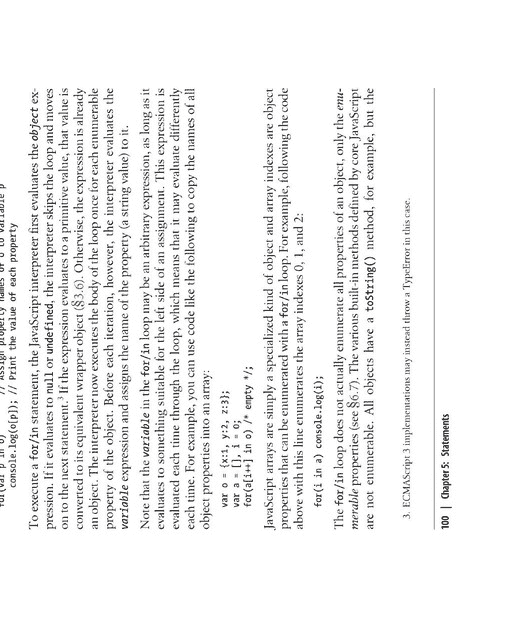 for(var p in o)      // Assign property names of o to variable p
console.log(o[p]); // Print the value of each property
To execute a for/in statement, the JavaScript interpreter first evaluates the object ex-
pression. If it evaluates to null or undefined, the interpreter skips the loop and moves
on to the next statement.3 If the expression evaluates to a primitive value, that value is
converted to its equivalent wrapper object (§3.6). Otherwise, the expression is already
an object. The interpreter now executes the body of the loop once for each enumerable
property of the object. Before each iteration, however, the interpreter evaluates the
variable expression and assigns the name of the property (a string value) to it.
Note that the variable in the for/in loop may be an arbitrary expression, as long as it
evaluates to something suitable for the left side of an assignment. This expression is
evaluated each time through the loop, which means that it may evaluate differently
each time. For example, you can use code like the following to copy the names of all
object properties into an array:
var o = {x:1, y:2, z:3};
var a = [], i = 0;
for(a[i++] in o) /* empty */;
JavaScript arrays are simply a specialized kind of object and array indexes are object
properties that can be enumerated with a for/in loop. For example, following the code
above with this line enumerates the array indexes 0, 1, and 2:
for(i in a) console.log(i);
The for/in loop does not actually enumerate all properties of an object, only the enu-
merable properties (see §6.7). The various built-in methods defined by core JavaScript
are not enumerable. All objects have a toString() method, for example, but the
3. ECMAScript 3 implementations may instead throw a TypeError in this case.
100 | Chapter 5: Statements